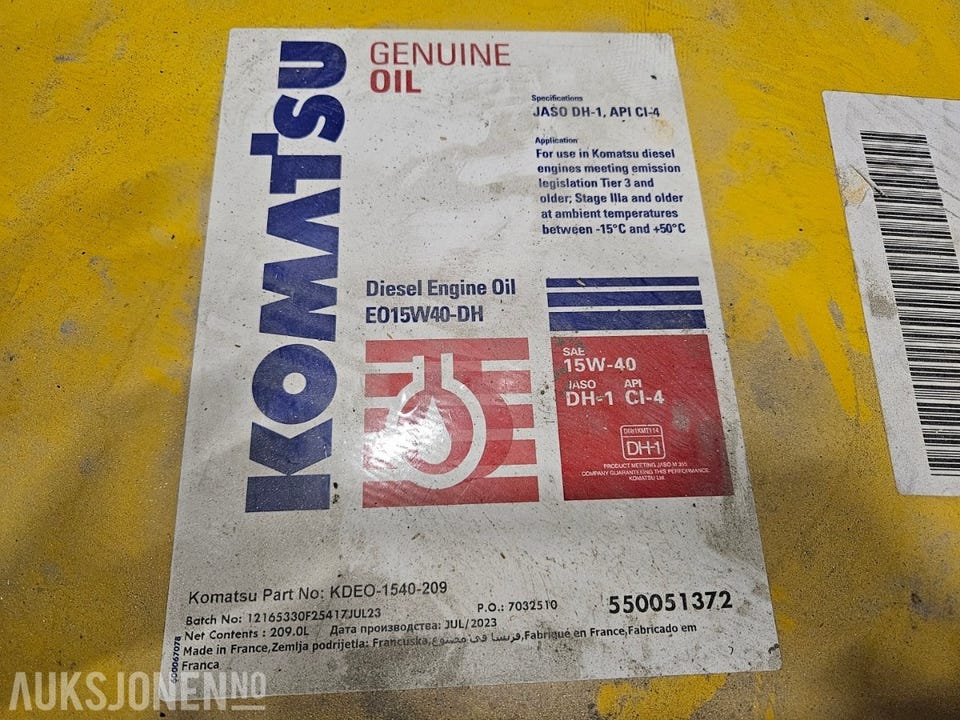 KOMATSU
GENUINE
OIL
Specifications
JASO DH-1, API CI-4
Application
For use in Komatsu diesel
engines meeting emission
legislation Tier 3 and
older; Stage IIIa and older
at ambient temperatures
between -15°C and +50°C
Diesel Engine Oil
EO15W40-DH
SAE
15W-40
JASO API
DH-1 CI-4
DH-1
PRODUCT MEETING JASO M 355
COMPANY GUARANTEEING THIS PERFORMANCE:
KOMATSU Ltd.
Komatsu Part No: KDEO-1540-209
Batch No: 12165330F25417JUL23 P.O.: 7032510 550051372
Net Contents : 209.0L Дата производства: JUL/2023
Made in France,Zemlja podrijetla: Francuska,فرنسا في مصنوع,Fabriqué en France,Fabricado em
Franca
AUKSJONEN.NO